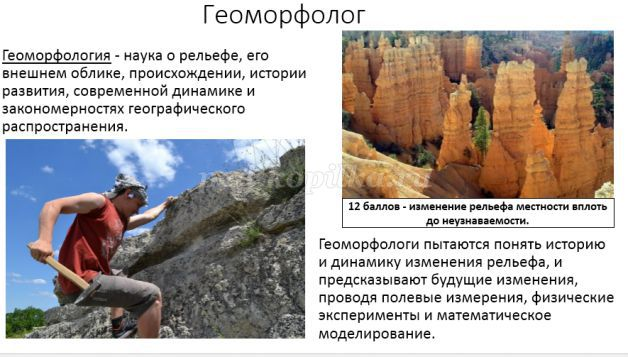 Геоморфолог
Геоморфология - наука о рельефе, его
внешнем облике, происхождении, истории
развития, современной динамике и
закономерностях географического
распространения.
12 баллов - изменение рельефа местности вплоть
до неузнаваемости.
Геоморфологи пытаются понять историю
и динамику изменения рельефа, и
предсказывают будущие изменения,
проводя полевые измерения, физические
эксперименты и математическое
моделирование.